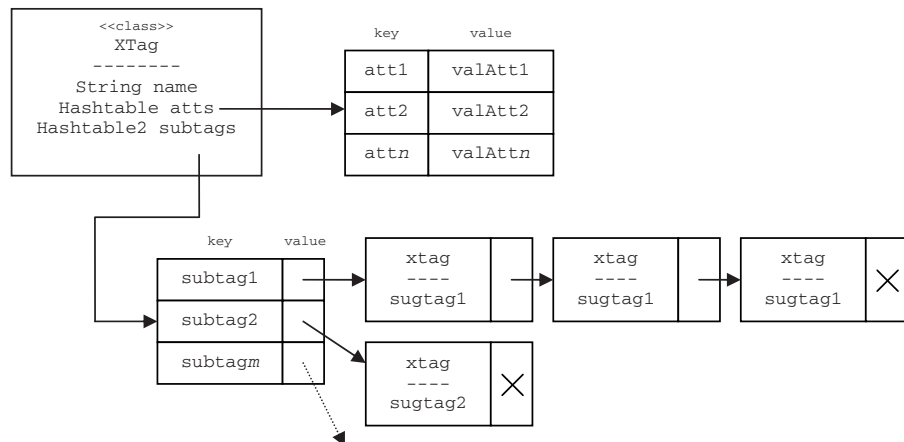 <<class>>
XTag
--------
String name
Hashtable atts
Hashtable2 subtags
key value
att1 valAtt1
att2 valAtt2
attn valAttn
key value
subtag1
subtag2
subtagm
xtag
----
sugtag1
xtag
----
sugtag1
xtag
----
sugtag1
xtag
----
sugtag2